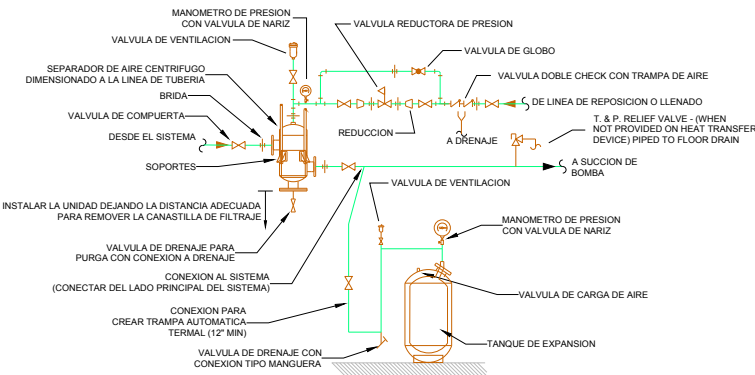 MANOMETRO DE PRESION
CON VALVULA DE NARIZ
VALVULA DE VENTILACION
VALVULA REDUCTORA DE PRESION
VALVULA DE GLOBO
SEPARADOR DE AIRE CENTRIFUGO
DIMENSIONADO A LA LINEA DE TUBERIA
VALVULA DOBLE CHECK CON TRAMPA DE AIRE
BRIDA
DE LINEA DE REPOSICION O LLENADO
VALVULA DE COMPUERTA
REDUCCION
A DRENAJE
T. & P. RELIEF VALVE - (WHEN
NOT PROVIDED ON HEAT TRANSFER
DEVICE) PIPED TO FLOOR DRAIN
DESDE EL SISTEMA
SOPORTES
A SUCCION DE
BOMBA
VALVULA DE VENTILACION
INSTALAR LA UNIDAD DEJANDO LA DISTANCIA ADECUADA
PARA REMOVER LA CANASTILLA DE FILTRAJE
MANOMETRO DE PRESION
CON VALVULA DE NARIZ
VALVULA DE DRENAJE PARA
PURGA CON CONEXION A DRENAJE
CONEXION AL SISTEMA
(CONECTAR DEL LADO PRINCIPAL DEL SISTEMA)
VALVULA DE CARGA DE AIRE
CONEXION PARA
CREAR TRAMPA AUTOMATICA
TERMAL (12" MIN)
TANQUE DE EXPANSION
VALVULA DE DRENAJE CON
CONEXION TIPO MANGUERA